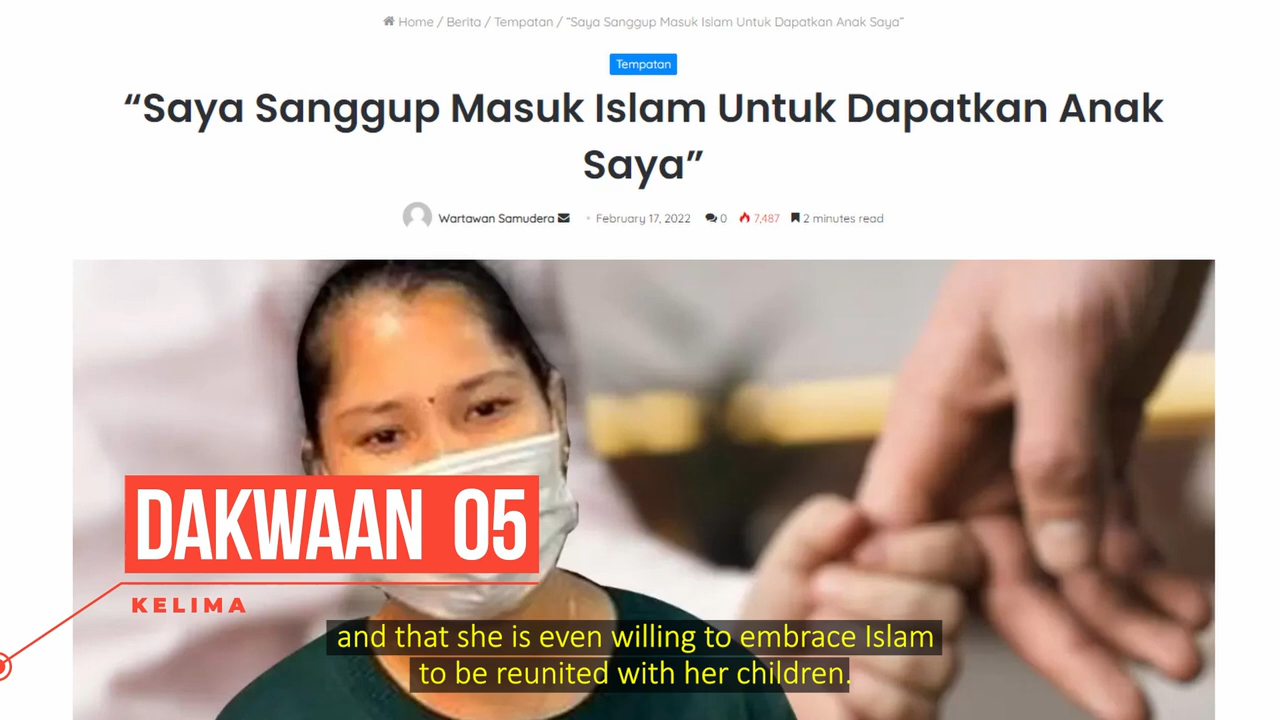 Home / Berita / Tempatan / “Saya Sanggup Masuk Islam Untuk Dapatkan Anak Saya”
Tempatan
“Saya Sanggup Masuk Islam Untuk Dapatkan Anak
Saya”
Wartawan Samudera February 17, 2022 0 7,487 2 minutes read
DAKWAAN 05
KELIMA
and that she is even willing to embrace Islam
to be reunited with her children.